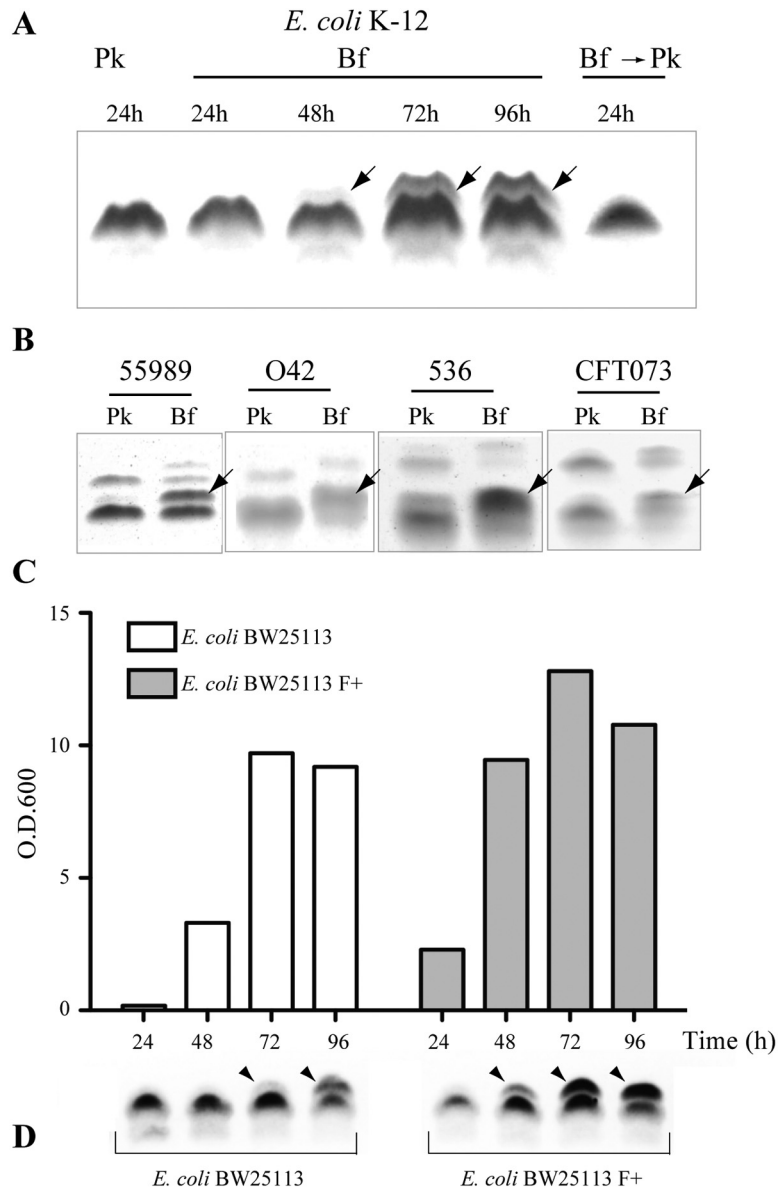 A
E. coli K-12
Pk Bf Bf → Pk
24h 24h 48h 72h 96h 24h
B
55989 O42 536 CFT073
Pk Bf Pk Bf Pk Bf Pk Bf
C
15
E. coli BW25113
E. coli BW25113 F+
10
O.D.600
5
0
24 48 72 96 24 48 72 96 Time (h)
D
E. coli BW25113 E. coli BW25113 F+